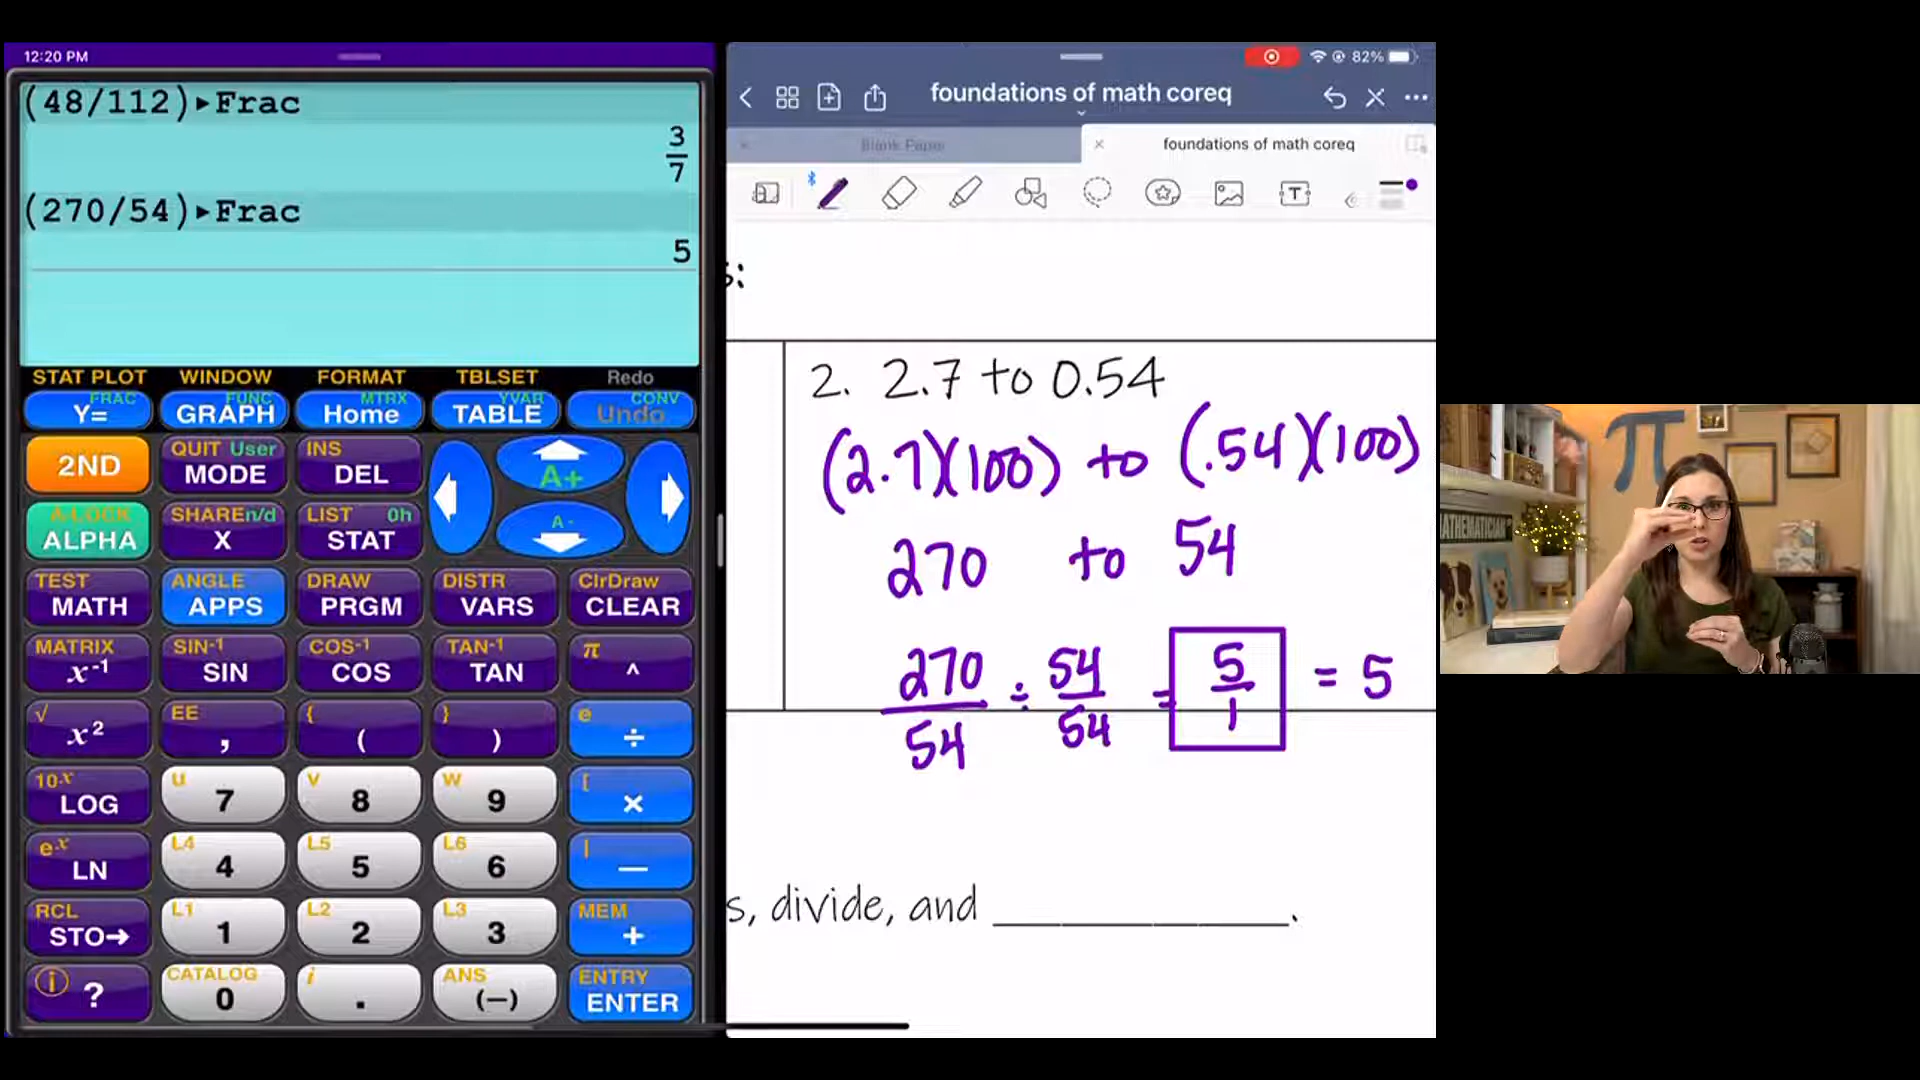 12:20 PM
(48/112)▸Frac
3
7
(270/54)▸Frac
5
STAT PLOT WINDOW FORMAT TBLSET Redo
FRAC FUNC MTRX YVAR CONV
Y= GRAPH Home TABLE Undo
QUIT User INS
2ND MODE DEL A+
A-LOCK SHARE n/d LIST 0h A-
ALPHA X STAT
TEST ANGLE DRAW DISTR ClrDraw
MATH APPS PRGM VARS CLEAR
MATRIX SIN-1 COS-1 TAN-1 π
x-1 SIN COS TAN ^
√ EE { } e
x2 , ( ) ÷
10x U V W [
LOG 7 8 9 ×
ex L4 L5 L6 ]
LN 4 5 6 —
RCL L1 L2 L3 MEM
STO➔ 1 2 3 +
CATALOG i ANS ENTRY
? 0 . (—) ENTER
82%
foundations of math coreq
Blank Paper foundations of math coreq
s:
2. 2.7 to 0.54
(2.7)(100) to (.54)(100)
270 to 54
270/54 ÷ 54/54 = 5/1 = 5
s, divide, and ____________.
MATHEMATICIAN